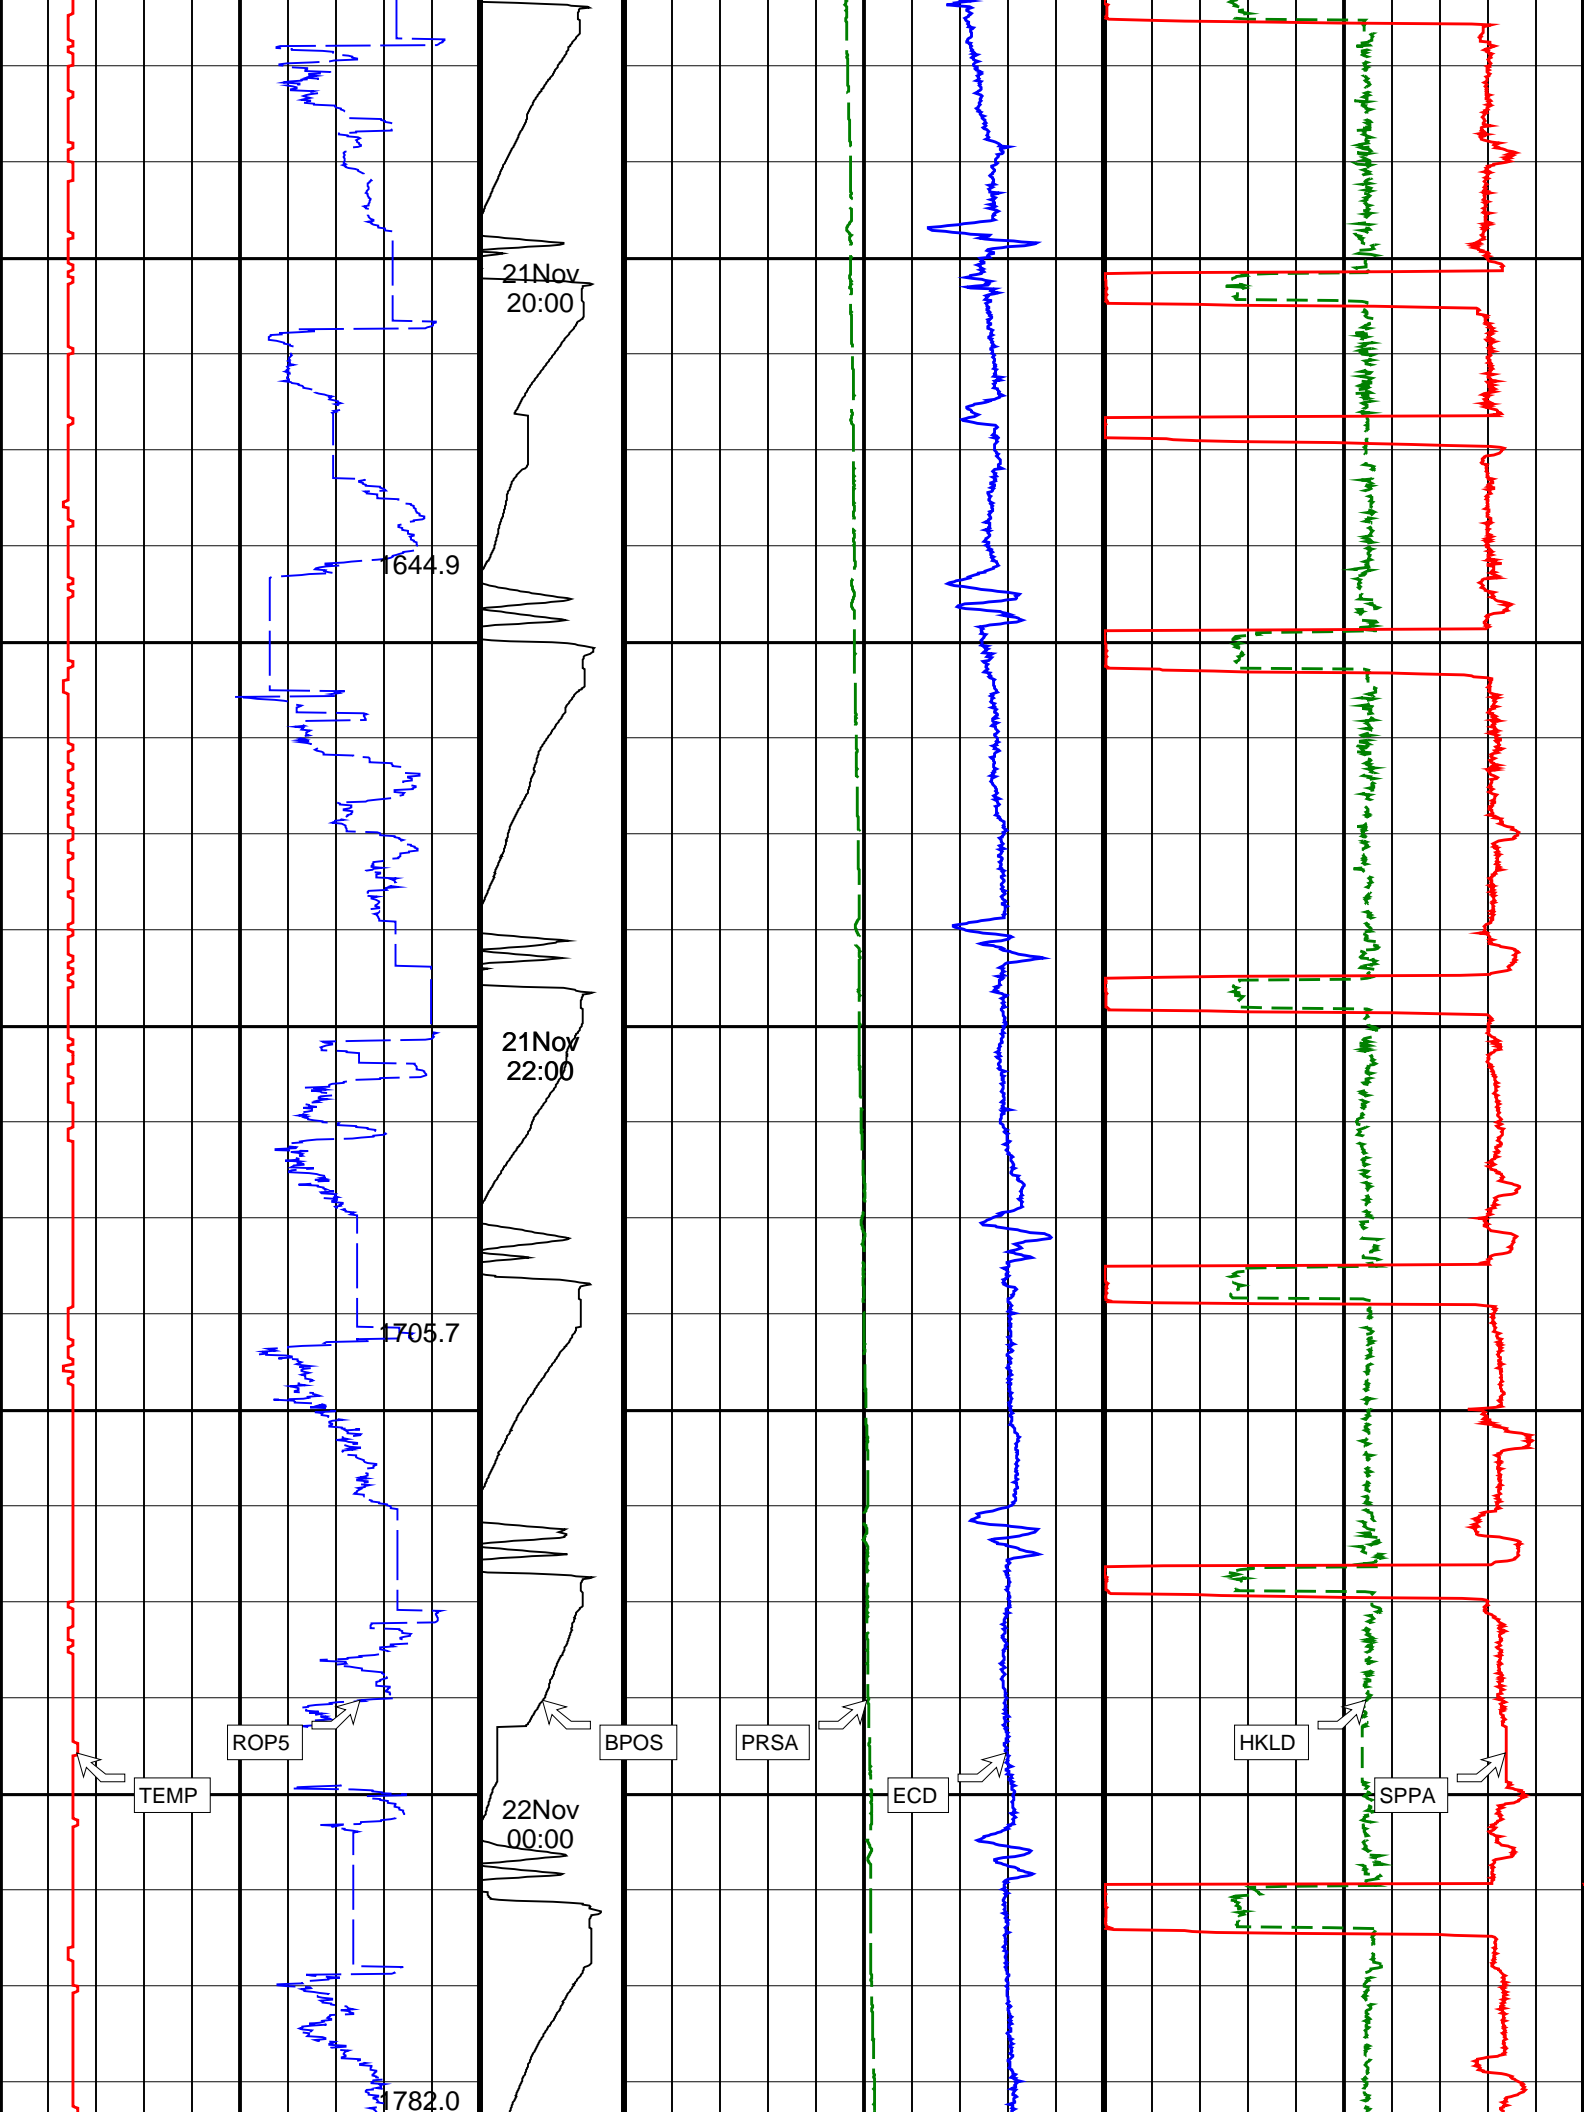 21Nov
20:00
1644.9
21Nov
22:00
1705.7
ROP5
BPOS
PRSA
HKLD
TEMP
ECD
SPPA
22Nov
00:00
1782.0